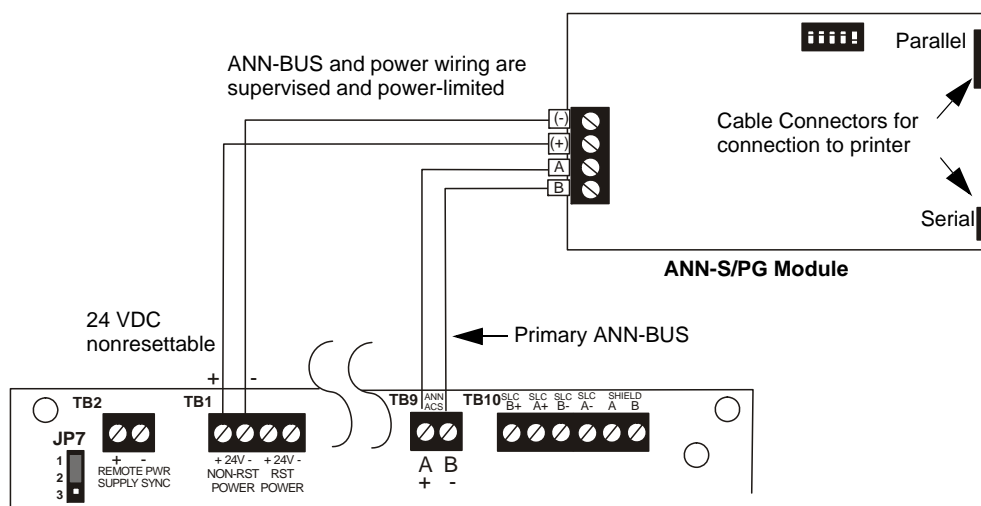 Parallel
ANN-BUS and power wiring are
supervised and power-limited
Cable Connectors for
connection to printer
(-)
(+)
A
B
Serial
ANN-S/PG Module
24 VDC
nonresettable
Primary ANN-BUS
+ -
TB2
TB1
TB9
ANN
ACS
TB10
SLC B+
SLC A+
SLC B-
SLC A-
SHIELD
A B
JP7
1
2
3
+ -
REMOTE PWR
SUPPLY SYNC
+ 24V - + 24V -
NON-RST
POWER
RST
POWER
A B
+ -